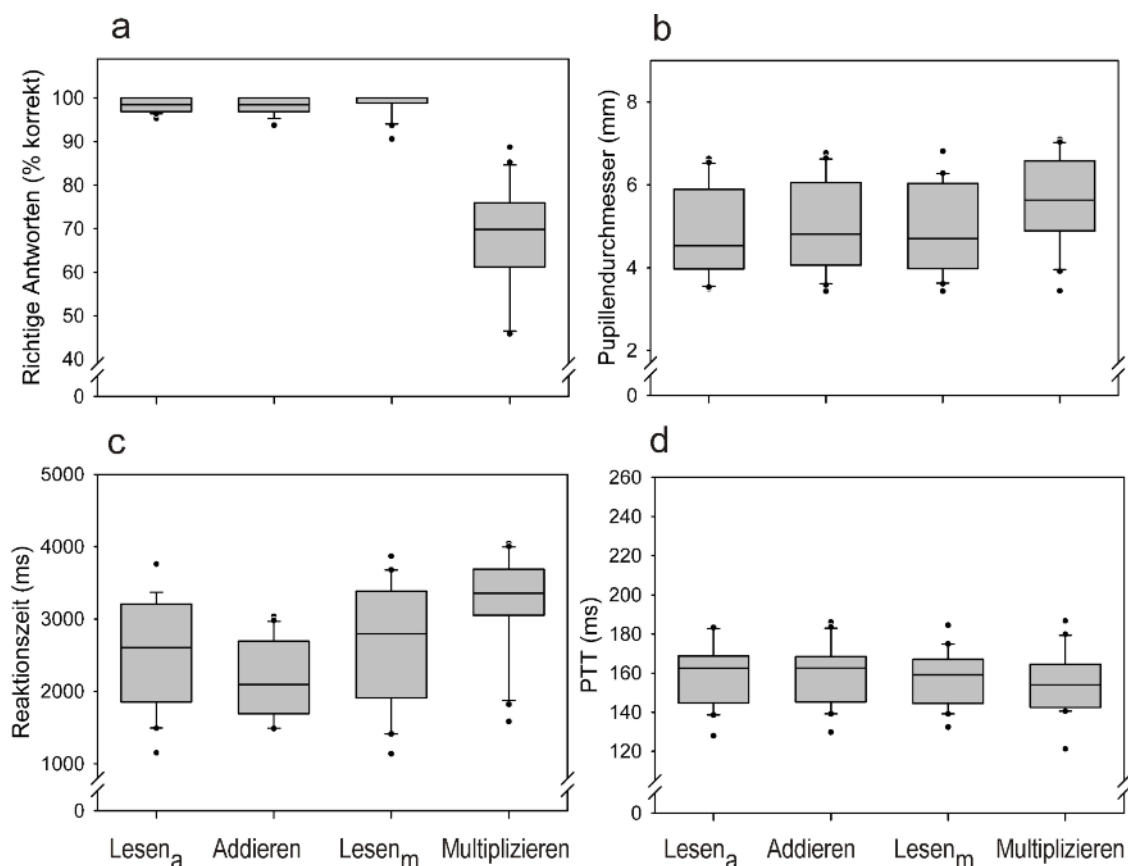 a
Richtige Antworten (% korrekt)
100
90
80
70
60
50
40
0
b
Pupillendurchmesser (mm)
8
6
4
2
0
c
Reaktionszeit (ms)
5000
4000
3000
2000
1000
0
d
PTT (ms)
260
240
220
200
180
160
140
120
0
Lesena Addieren Lesenm Multiplizieren
Lesena Addieren Lesenm Multiplizieren